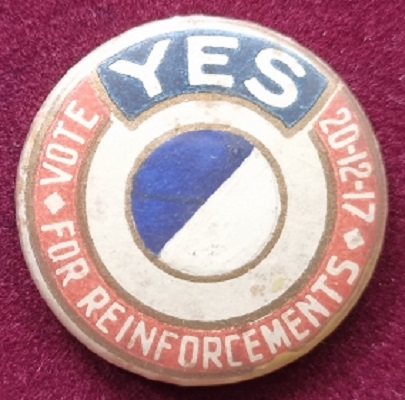 YES
VOTE
FOR REINFORCEMENTS
20-12-17